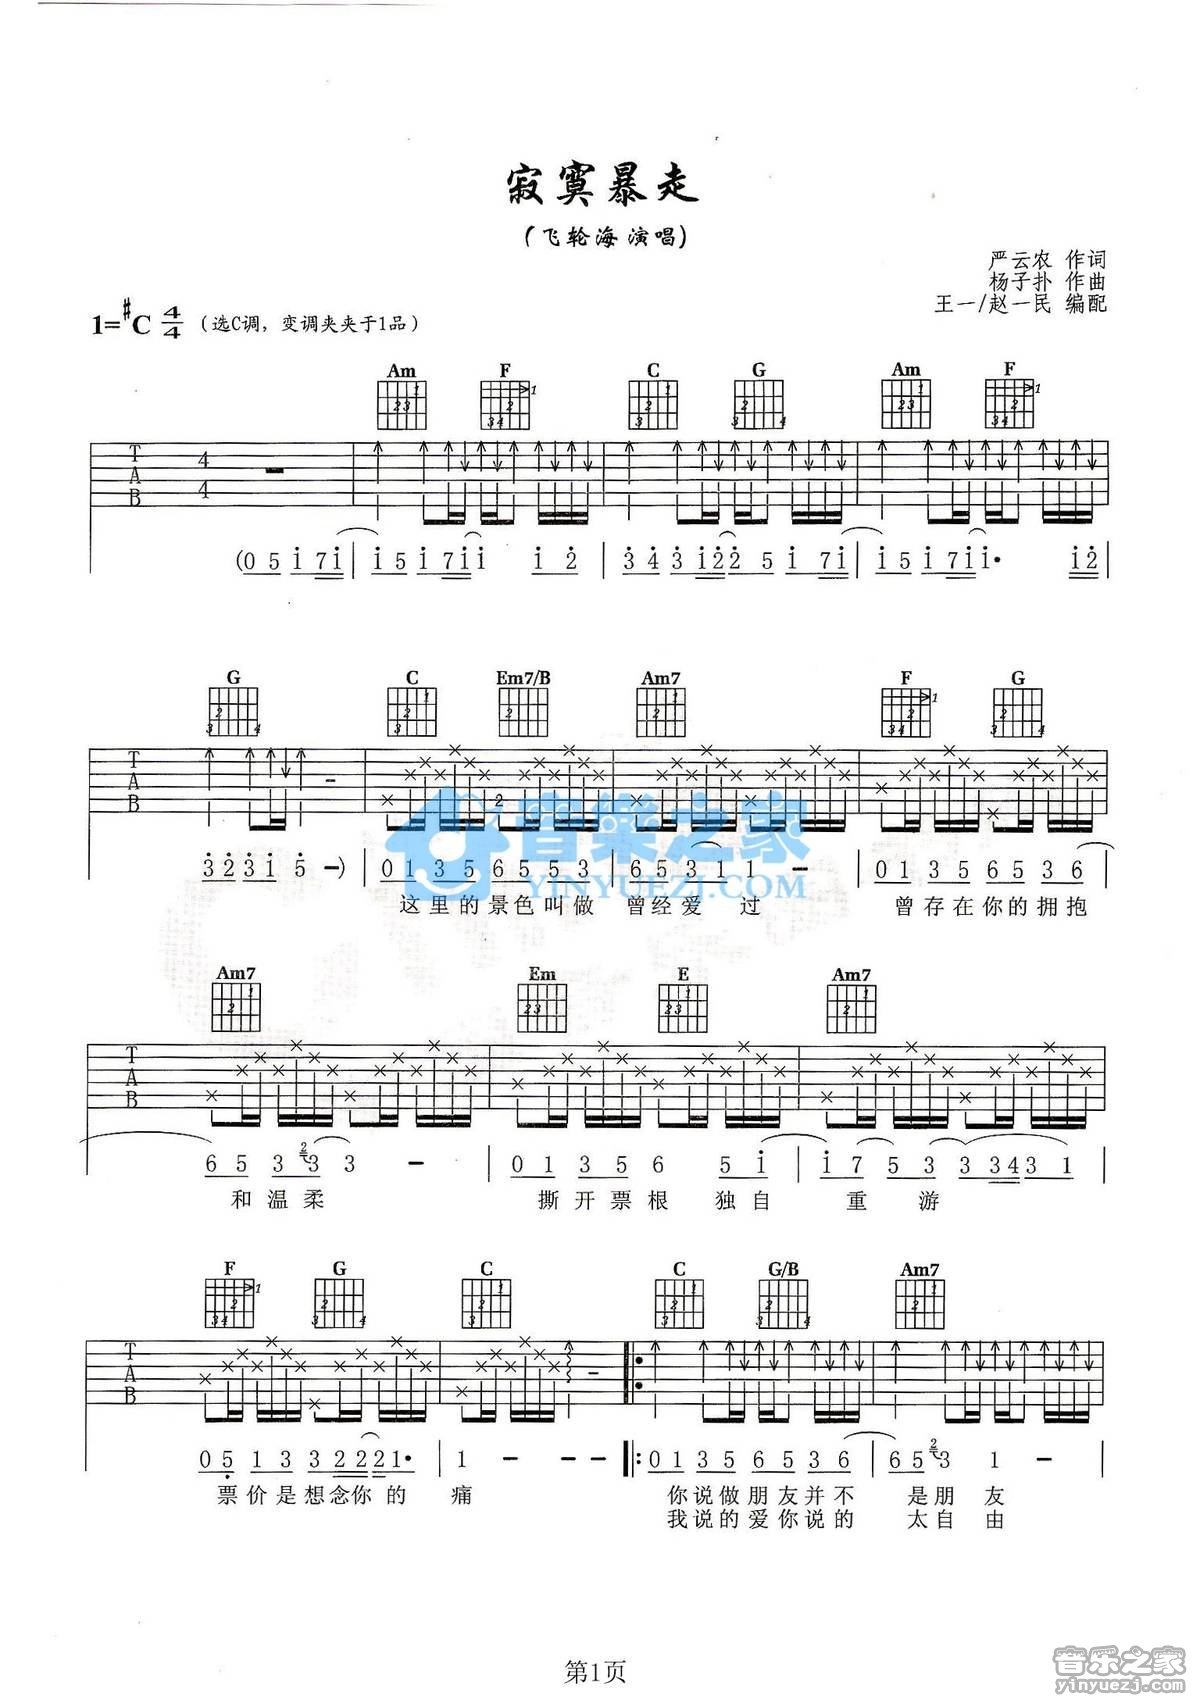 寂寞暴走
(飞轮海 演唱)
严云农 作词
杨子扑 作曲
王一/赵一民 编配
1=#C 4/4 (选C调，变调夹夹于1品)
Am F C G Am F
T A B 4 4
(0 5 i 7 i | i 5 i 7 i i i 2 | 3 4 3 i 2 2 5 i 7 i | i 5 i 7 i i· i 2
G C Em7/B Am7 F G
T A B
3 2 3 i 5 -) | 0 1 3 5 6 5 5 3 | 6 5 3 1 1 - | 0 1 3 5 6 5 3 6
这里的景色叫做 曾经爱 过 曾存在你的拥抱
Am7 Em E Am7
T A B
6 5 3 3 3 - | 0 1 3 5 6 5 i | i 7 5 3 3 3 4 3 1
和温柔 撕开票根 独自 重 游
F G C C G/B Am7
T A B
0 5 1 3 3 2 2 2 1· | 1 - - - ‖: 0 1 3 5 6 5 3 6 | 6 5 3 1 -
票价是想念你的 痛 你说做朋友并不 是朋 友
我说的爱你说的 太自由
音樂之家
YINYUEZJ.COM
第1页
音乐之家
yinyuezj.com